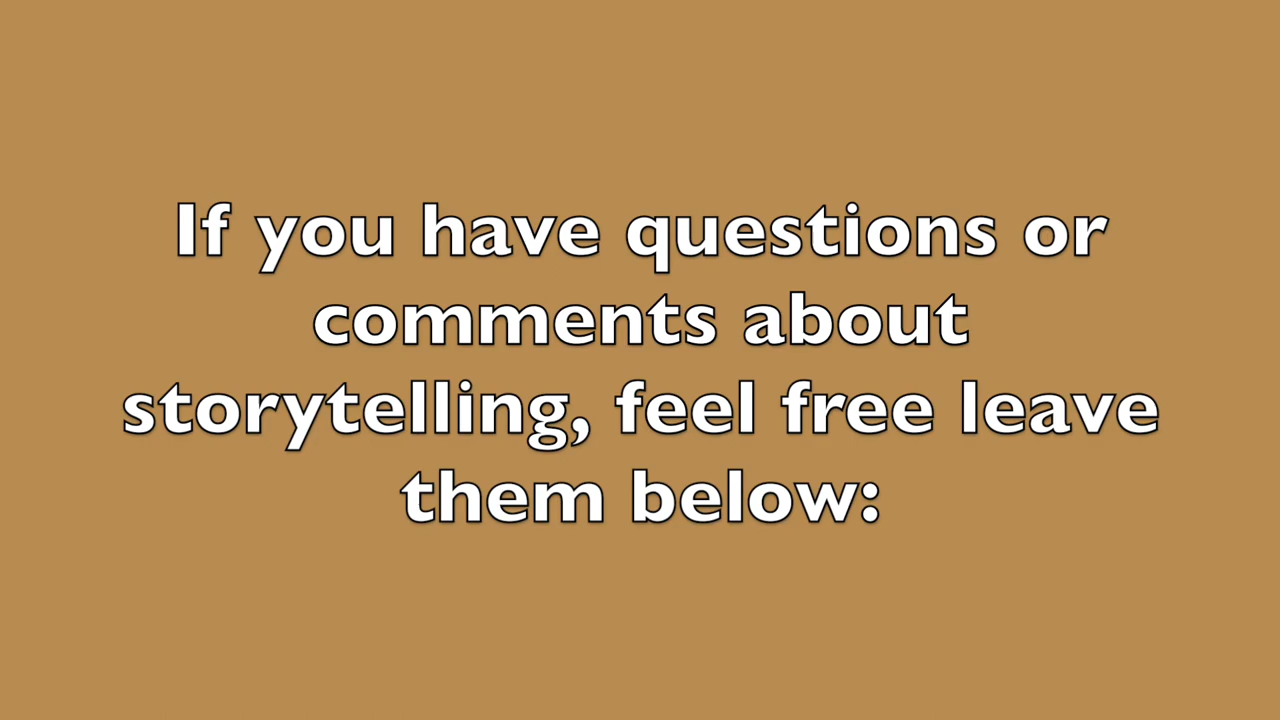 If you have questions or
comments about
storytelling, feel free leave
them below: